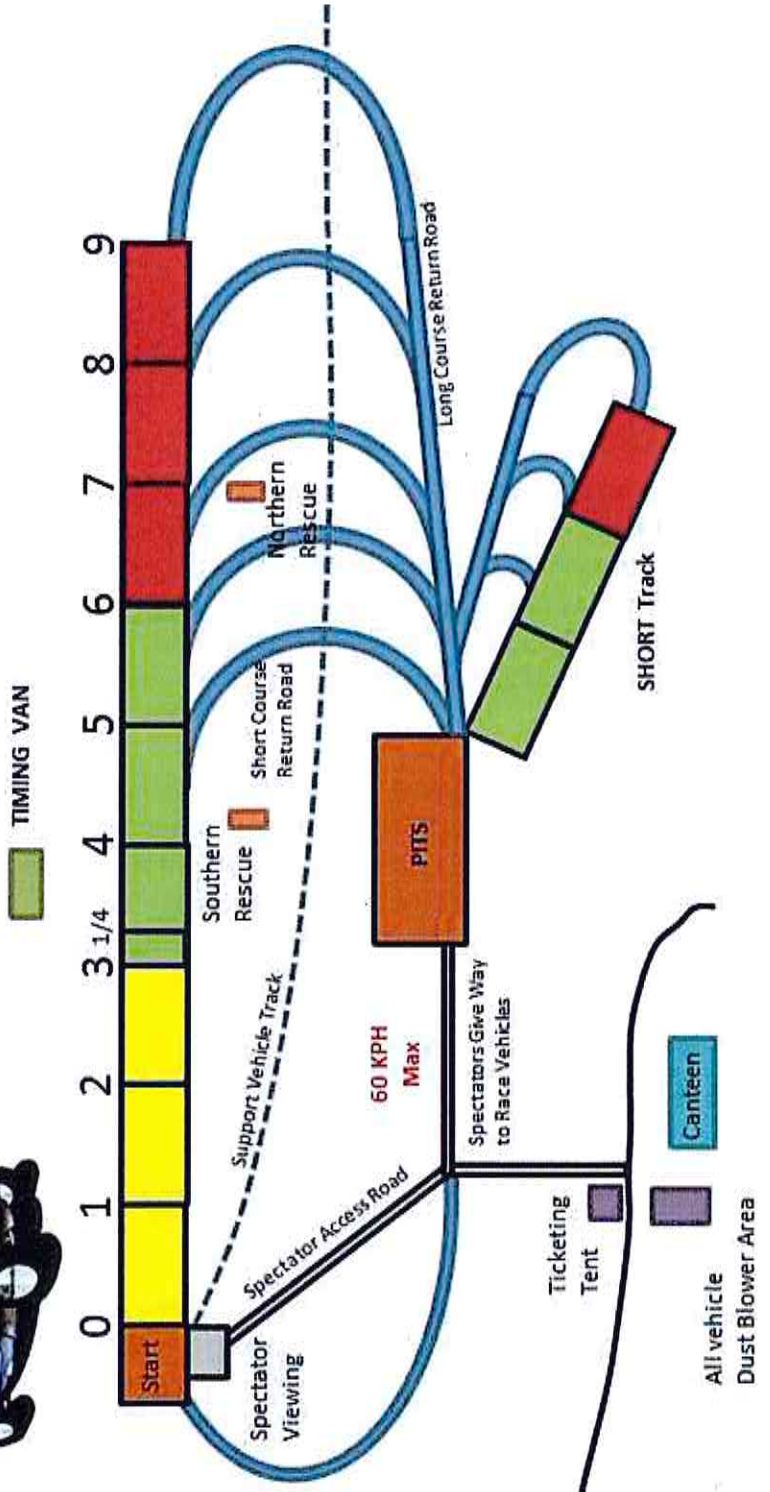 TIMING VAN
0 1 2 3 1/4 4 5 6 7 8 9
Start
Spectator
Viewing
Support Vehicle Track
Southern
Rescue
Short Course
Return Road
Northern
Rescue
Long Course Return Road
Spectator Access Road
60 KPH
Max
PITS
Spectators Give Way
to Race Vehicles
SHORT Track
Ticketing
Tent
Canteen
All vehicle
Dust Blower Area